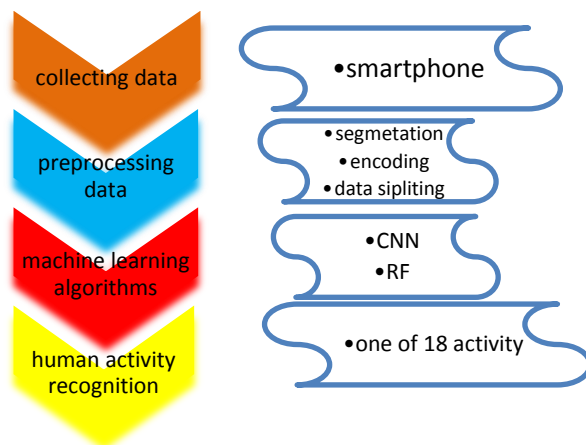 collecting data
•smartphone
preprocessing
data
•segmetation
•encoding
•data sipliting
machine learning
algorithms
•CNN
•RF
human activity
recognition
•one of 18 activity